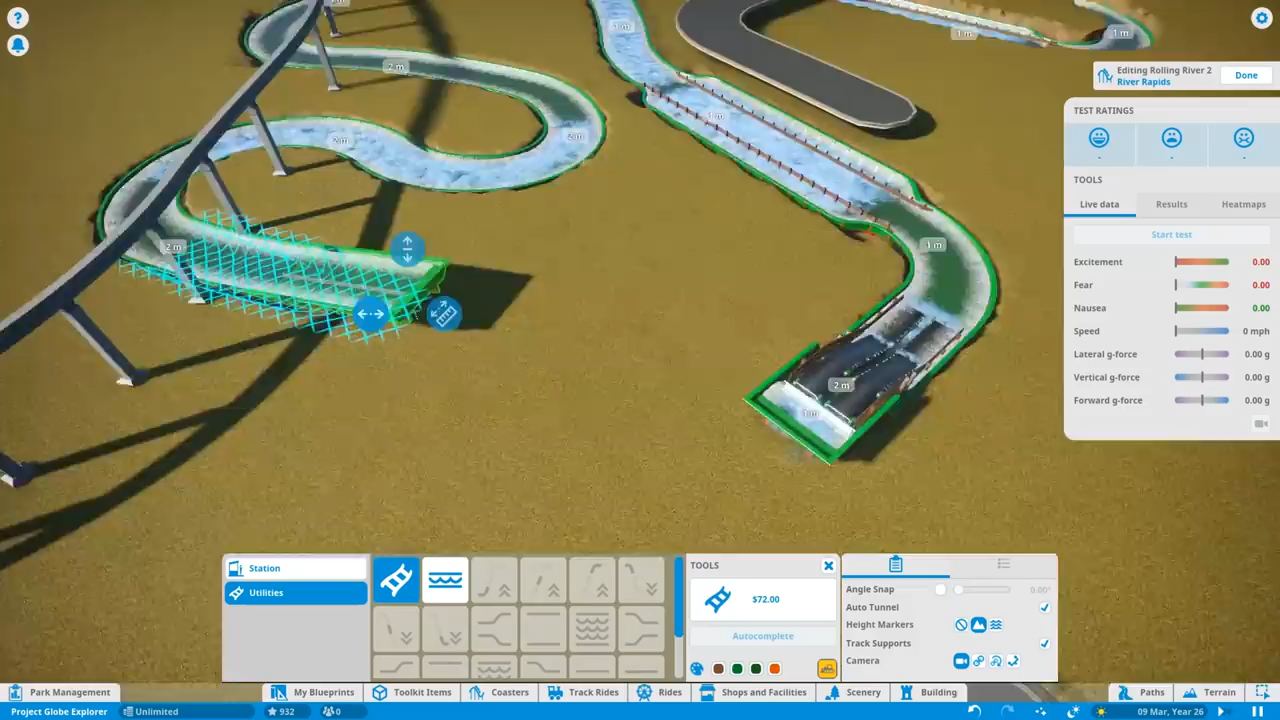 ?
1 m
1 m
1 m
2 m
1 m
2 m
2 m
1 m
2 m
2 m
1 m
Editing Rolling River 2
River Rapids
Done
TEST RATINGS
- - -
TOOLS
Live data Results Heatmaps
Start test
Excitement 0.00
Fear 0.00
Nausea 0.00
Speed 0 mph
Lateral g-force 0.00 g
Vertical g-force 0.00 g
Forward g-force 0.00 g
Station
Utilities
TOOLS
$72.00
Autocomplete
Angle Snap 0.00°
Auto Tunnel
Height Markers
Track Supports
Camera
Park Management My Blueprints Toolkit Items Coasters Track Rides Rides Shops and Facilities Scenery Building Paths Terrain
Project Globe Explorer Unlimited 932 0 09 Mar, Year 26